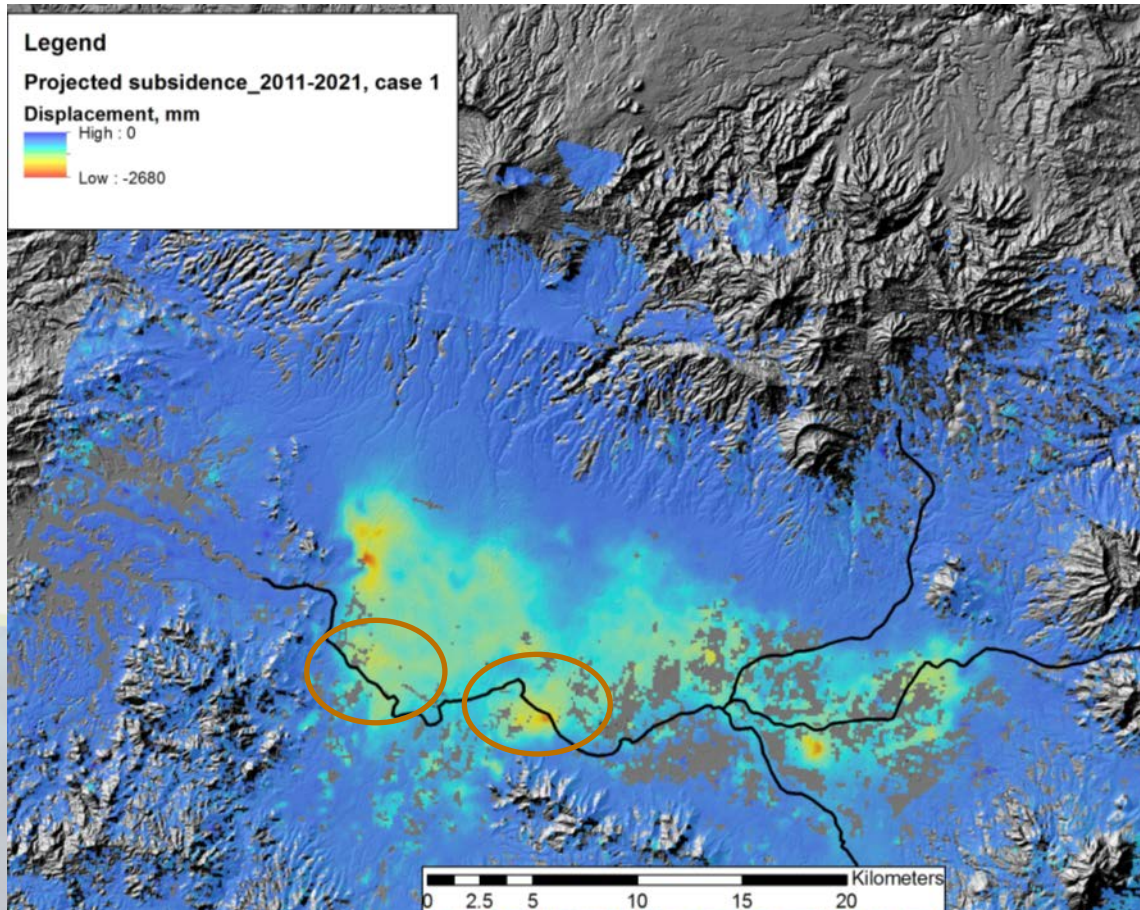 Legend
Projected subsidence_2011-2021, case 1
Displacement, mm
High : 0
Low : -2680
Kilometers
0 2.5 5 10 15 20